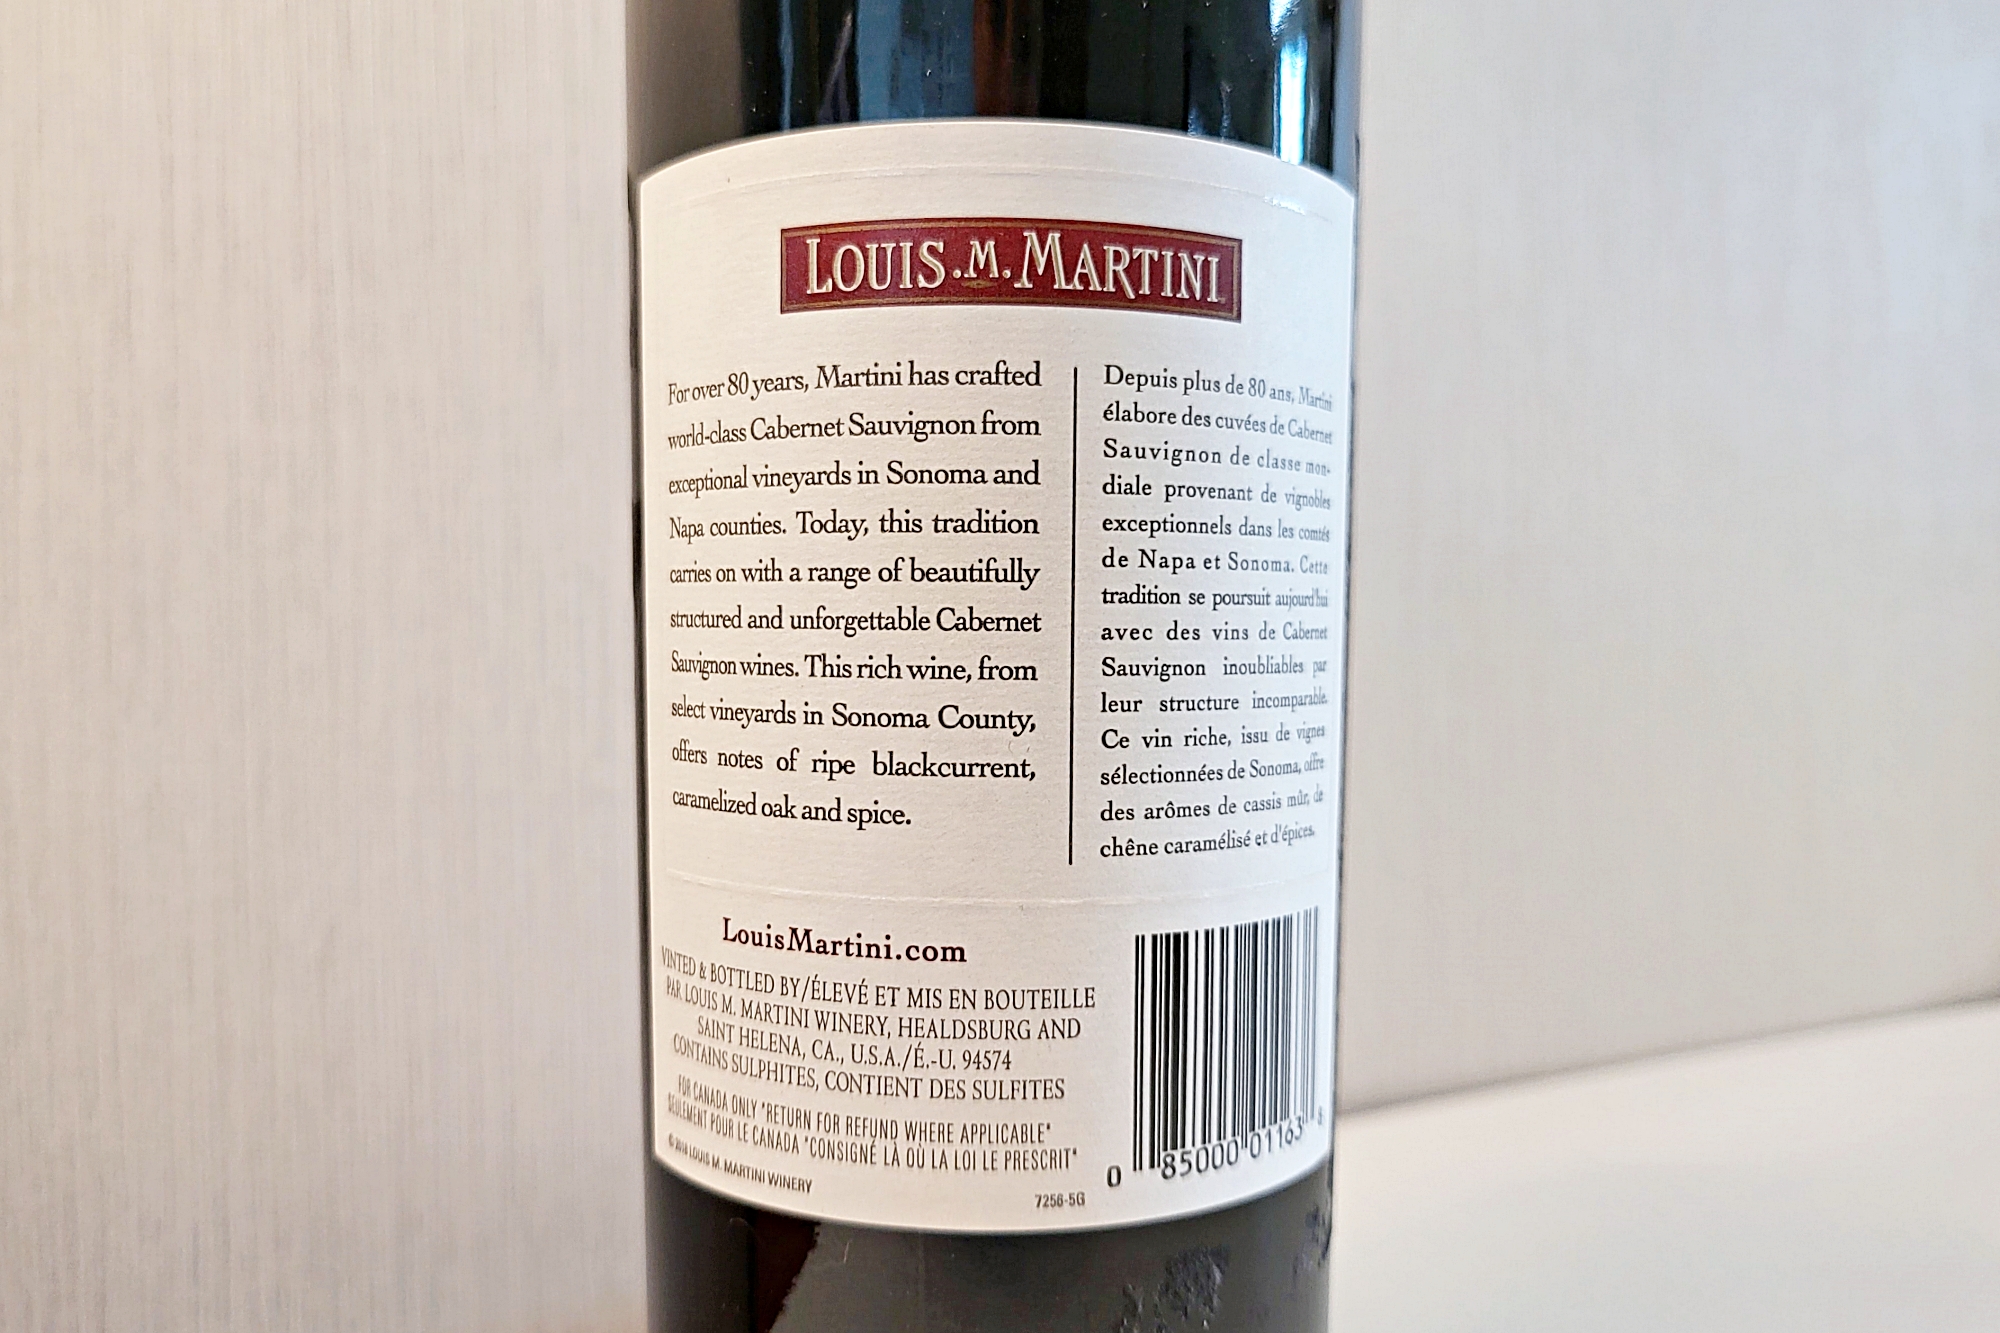 LOUIS.M.MARTINI
For over 80 years, Martini has crafted
world-class Cabernet Sauvignon from
exceptional vineyards in Sonoma and
Napa counties. Today, this tradition
carries on with a range of beautifully
structured and unforgettable Cabernet
Sauvignon wines. This rich wine, from
select vineyards in Sonoma County,
offers notes of ripe blackcurrent,
caramelized oak and spice.
Depuis plus de 80 ans, Martini
élabore des cuvées de Cabernet
Sauvignon de classe mon-
diale provenant de vignobles
exceptionnels dans les comtés
de Napa et Sonoma. Cette
tradition se poursuit aujourd'hui
avec des vins de Cabernet
Sauvignon inoubliables par
leur structure incomparable.
Ce vin riche, issu de vignes
sélectionnées de Sonoma, offre
des arômes de cassis mûr, de
chêne caramélisé et d'épices.
LouisMartini.com
VINTED & BOTTLED BY/ÉLEVÉ ET MIS EN BOUTEILLE
PAR LOUIS M. MARTINI WINERY, HEALDSBURG AND
SAINT HELENA, CA., U.S.A./É.-U. 94574
CONTAINS SULPHITES, CONTIENT DES SULFITES
FOR CANADA ONLY "RETURN FOR REFUND WHERE APPLICABLE"
SEULEMENT POUR LE CANADA "CONSIGNÉ LÀ OÙ LA LOI LE PRESCRIT"
© LOUIS M. MARTINI WINERY
7256-5G
0 85000 01163 8